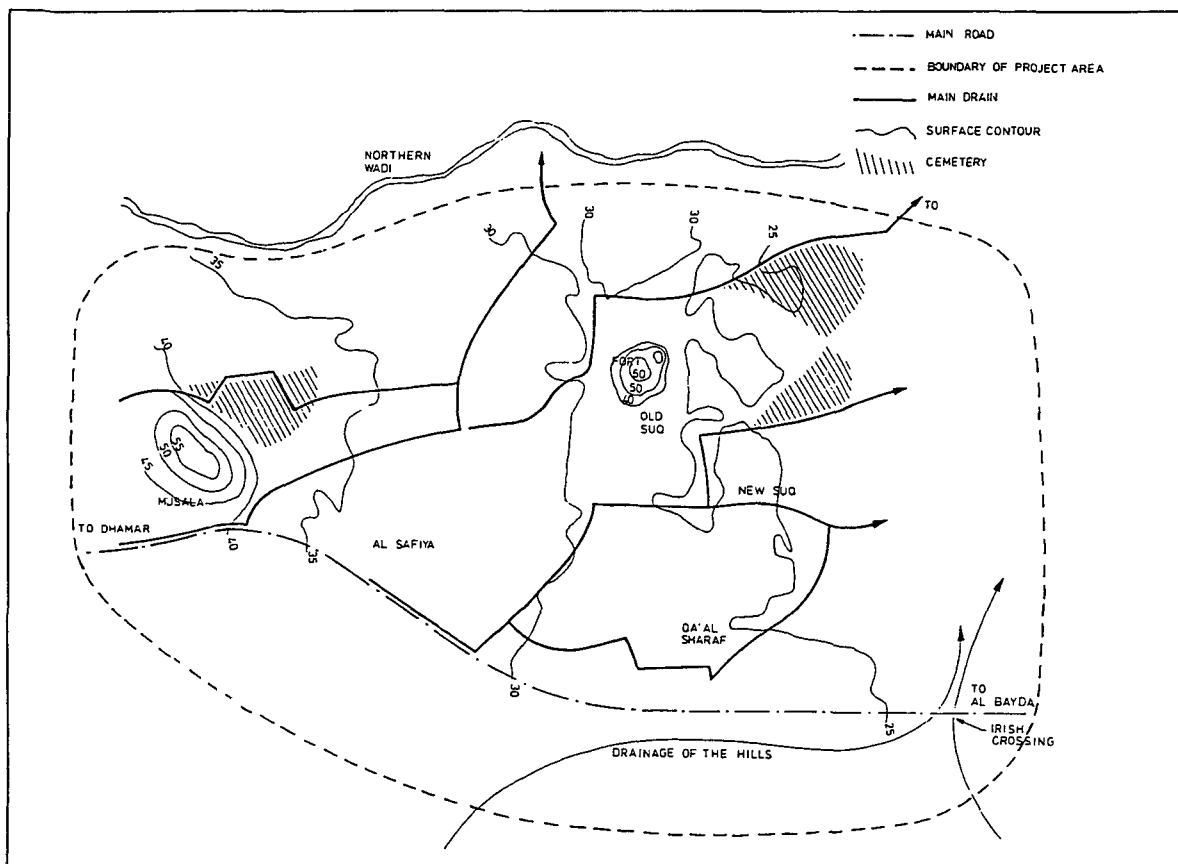 MAIN ROAD
BOUNDARY OF PROJECT AREA
MAIN DRAIN
SURFACE CONTOUR
CEMETERY
NORTHERN
WADI
TO
30
30
30
25
35
40
FORT
50
50
40
OLD
SUQ
55
50
45
MUSALA
NEW SUQ
TO DHAMAR
40
35
AL SAFIYA
QA'AL
SHARAF
30
25
TO
AL BAYDA
IRISH
CROSSING
DRAINAGE OF THE HILLS